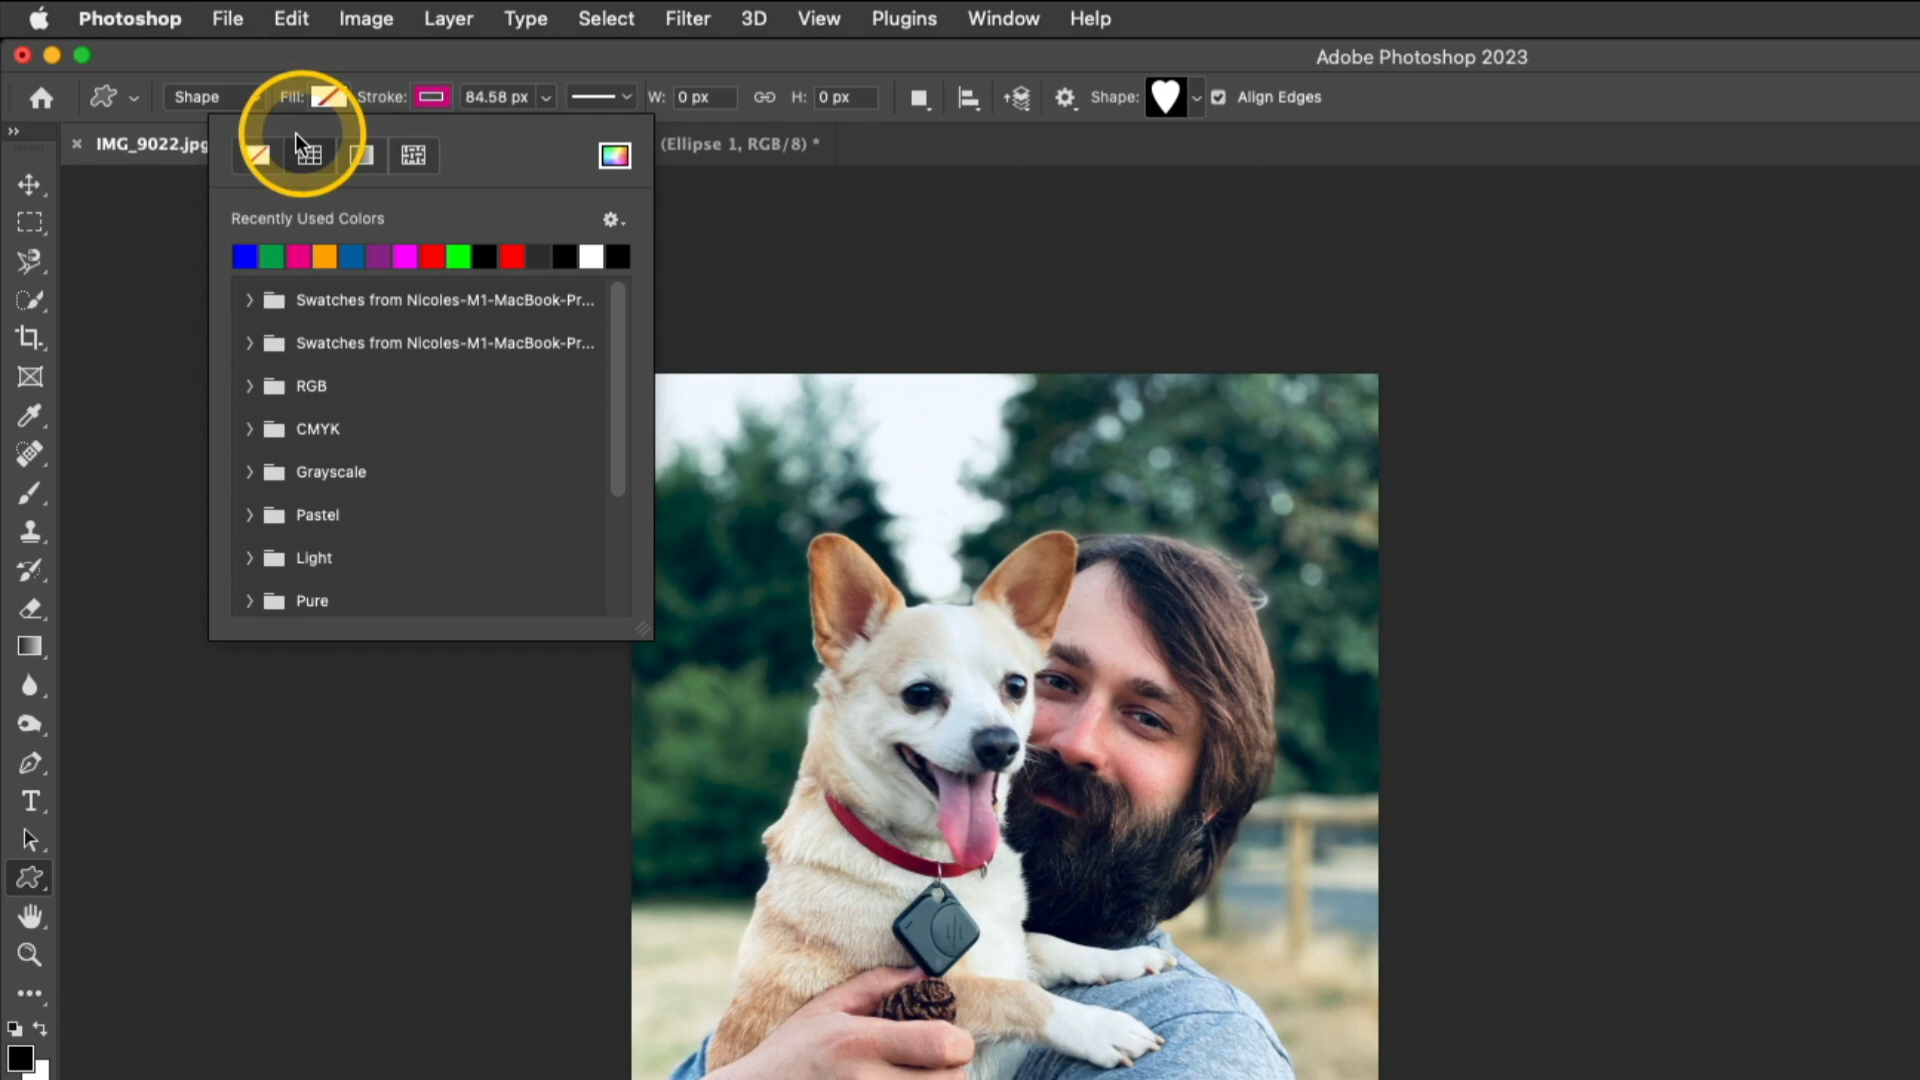 Photoshop File Edit Image Layer Type Select Filter 3D View Plugins Window Help
Adobe Photoshop 2023
Shape Fill: Stroke: 84.58 px W: 0 px H: 0 px Shape: Align Edges
IMG_9022.jpg (Ellipse 1, RGB/8) *
Recently Used Colors
Swatches from Nicoles-M1-MacBook-Pr...
Swatches from Nicoles-M1-MacBook-Pr...
RGB
CMYK
Grayscale
Pastel
Light
Pure